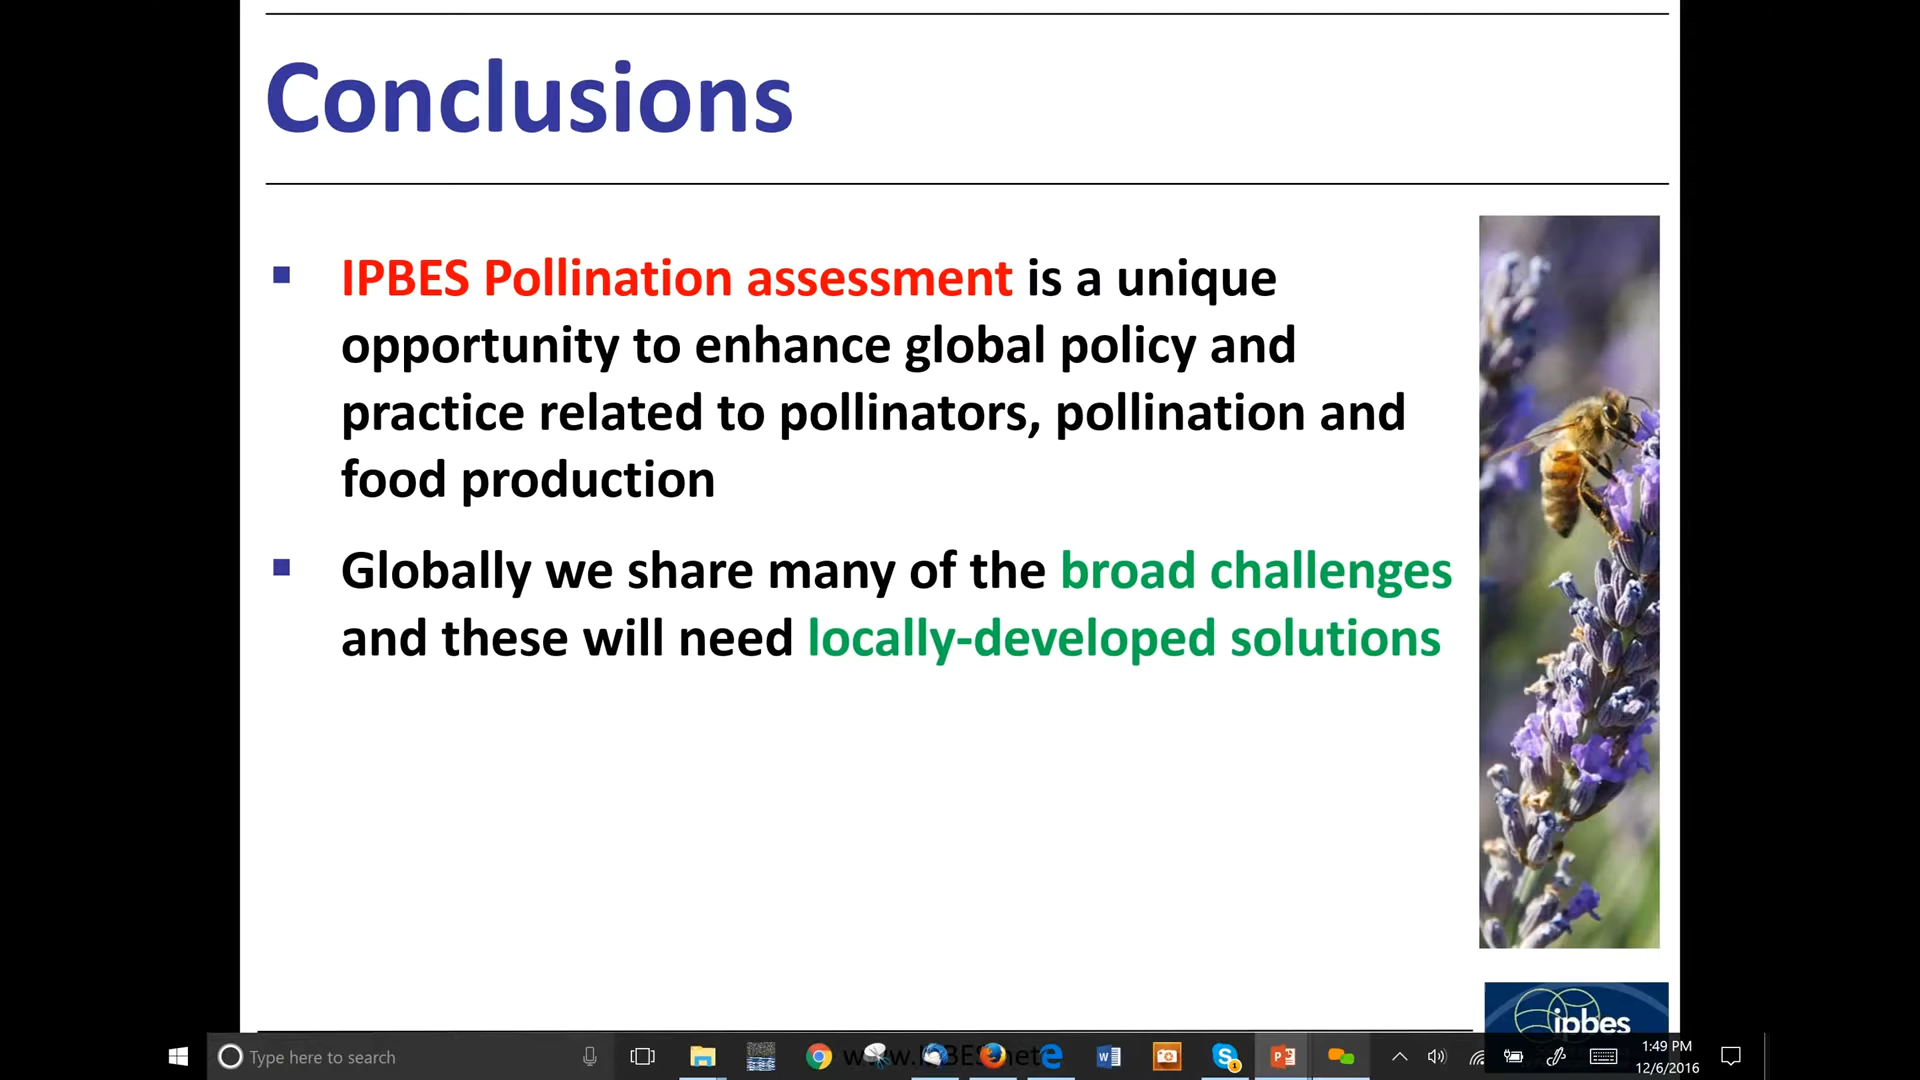 Conclusions
IPBES Pollination assessment is a unique
opportunity to enhance global policy and
practice related to pollinators, pollination and
food production
Globally we share many of the broad challenges
and these will need locally-developed solutions
ipbes
Type here to search
1:49 PM
12/6/2016